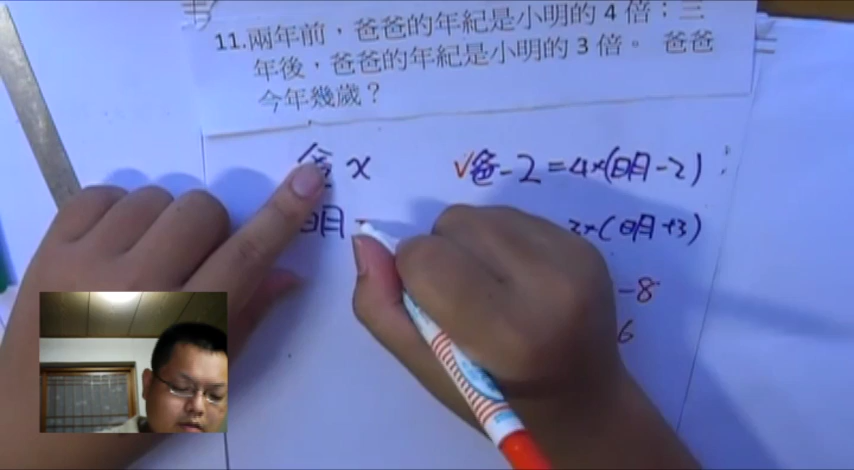 11.兩年前，爸爸的年紀是小明的 4 倍；三
年後，爸爸的年紀是小明的 3 倍。 爸爸
今年幾歲？
爸 x
√爸-2=4×(明-2)
明
3×(明+3)
-8
6